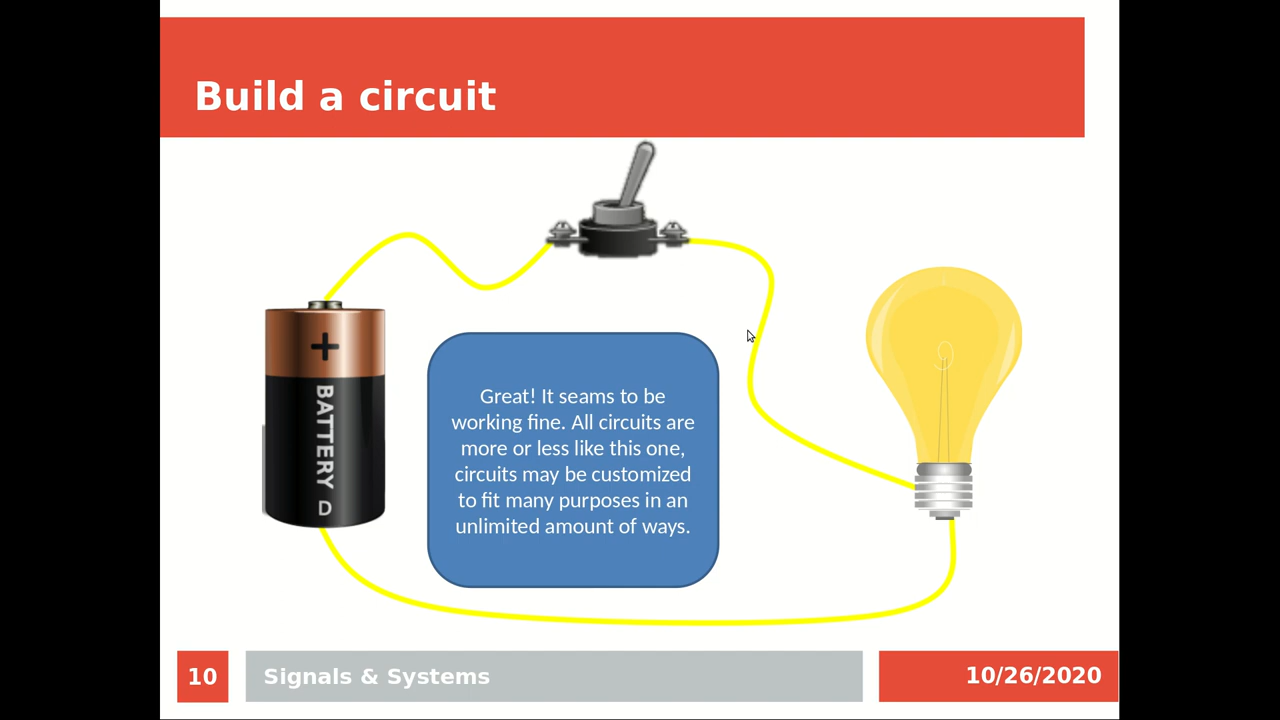 Build a circuit
+
BATTERY D
Great! It seams to be
working fine. All circuits are
more or less like this one,
circuits may be customized
to fit many purposes in an
unlimited amount of ways.
10
Signals & Systems
10/26/2020